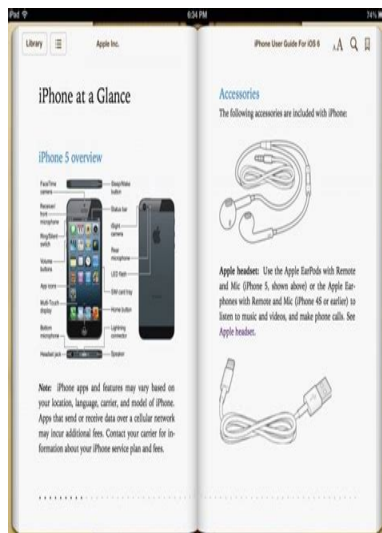 iPad
6:34 PM
74%
Library
Apple Inc.
iPhone User Guide For iOS 6
AA
iPhone at a Glance
iPhone 5 overview
FaceTime camera
Receiver/front microphone
Ring/Silent switch
Volume buttons
App icons
Multi-Touch display
Bottom microphone
Headset jack
Sleep/Wake button
Status bar
iSight camera
Rear microphone
LED flash
SIM card tray
Home button
Lightning connector
Speaker
Note: iPhone apps and features may vary based
on your location, language, carrier, and model of iPhone.
Apps that send or receive data over a cellular network
may incur additional fees. Contact your carrier for in-
formation about your iPhone service plan and fees.
Accessories
The following accessories are included with iPhone:
Apple headset: Use the Apple EarPods with Remote
and Mic (iPhone 5, shown above) or the Apple Ear-
phones with Remote and Mic (iPhone 4S or earlier) to
listen to music and videos, and make phone calls. See
Apple headset.